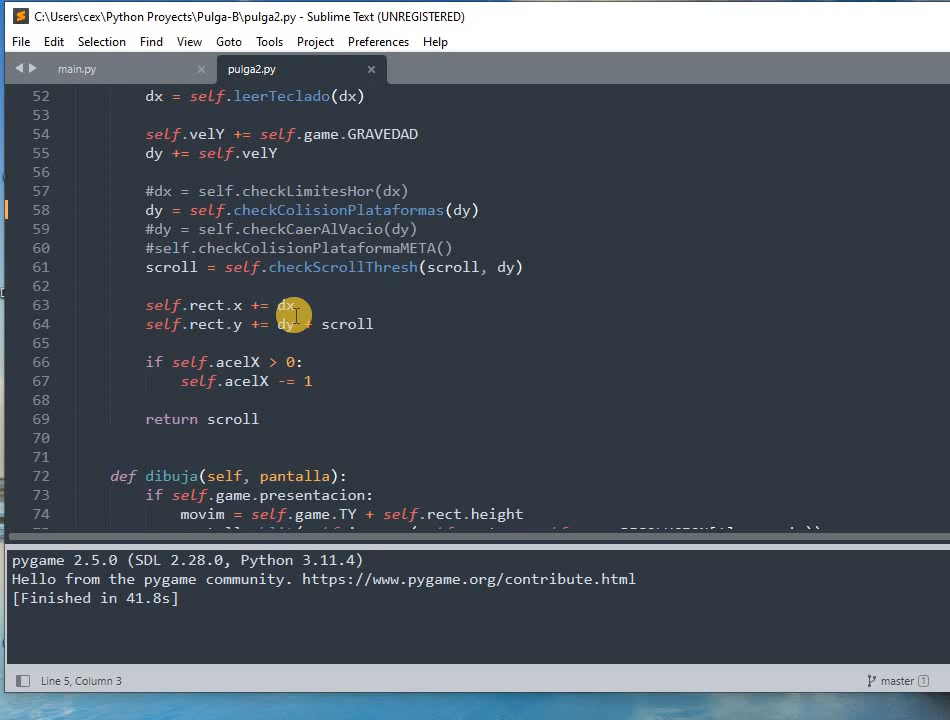 C:\Users\cex\Python Proyects\Pulga-B\pulga2.py - Sublime Text (UNREGISTERED)
File Edit Selection Find View Goto Tools Project Preferences Help
main.py × pulga2.py ×
52 dx = self.leerTeclado(dx)
53
54 self.velY += self.game.GRAVEDAD
55 dy += self.velY
56
57 #dx = self.checkLimitesHor(dx)
58 dy = self.checkColisionPlataformas(dy)
59 #dy = self.checkCaerAlVacio(dy)
60 #self.checkColisionPlataformaMETA()
61 scroll = self.checkScrollThresh(scroll, dy)
62
63 self.rect.x += dx
64 self.rect.y += dy + scroll
65
66 if self.acelX > 0:
67 self.acelX -= 1
68
69 return scroll
70
71
72 def dibuja(self, pantalla):
73 if self.game.presentacion:
74 movim = self.game.TY + self.rect.height
pygame 2.5.0 (SDL 2.28.0, Python 3.11.4)
Hello from the pygame community. https://www.pygame.org/contribute.html
[Finished in 41.8s]
Line 5, Column 3 master 1